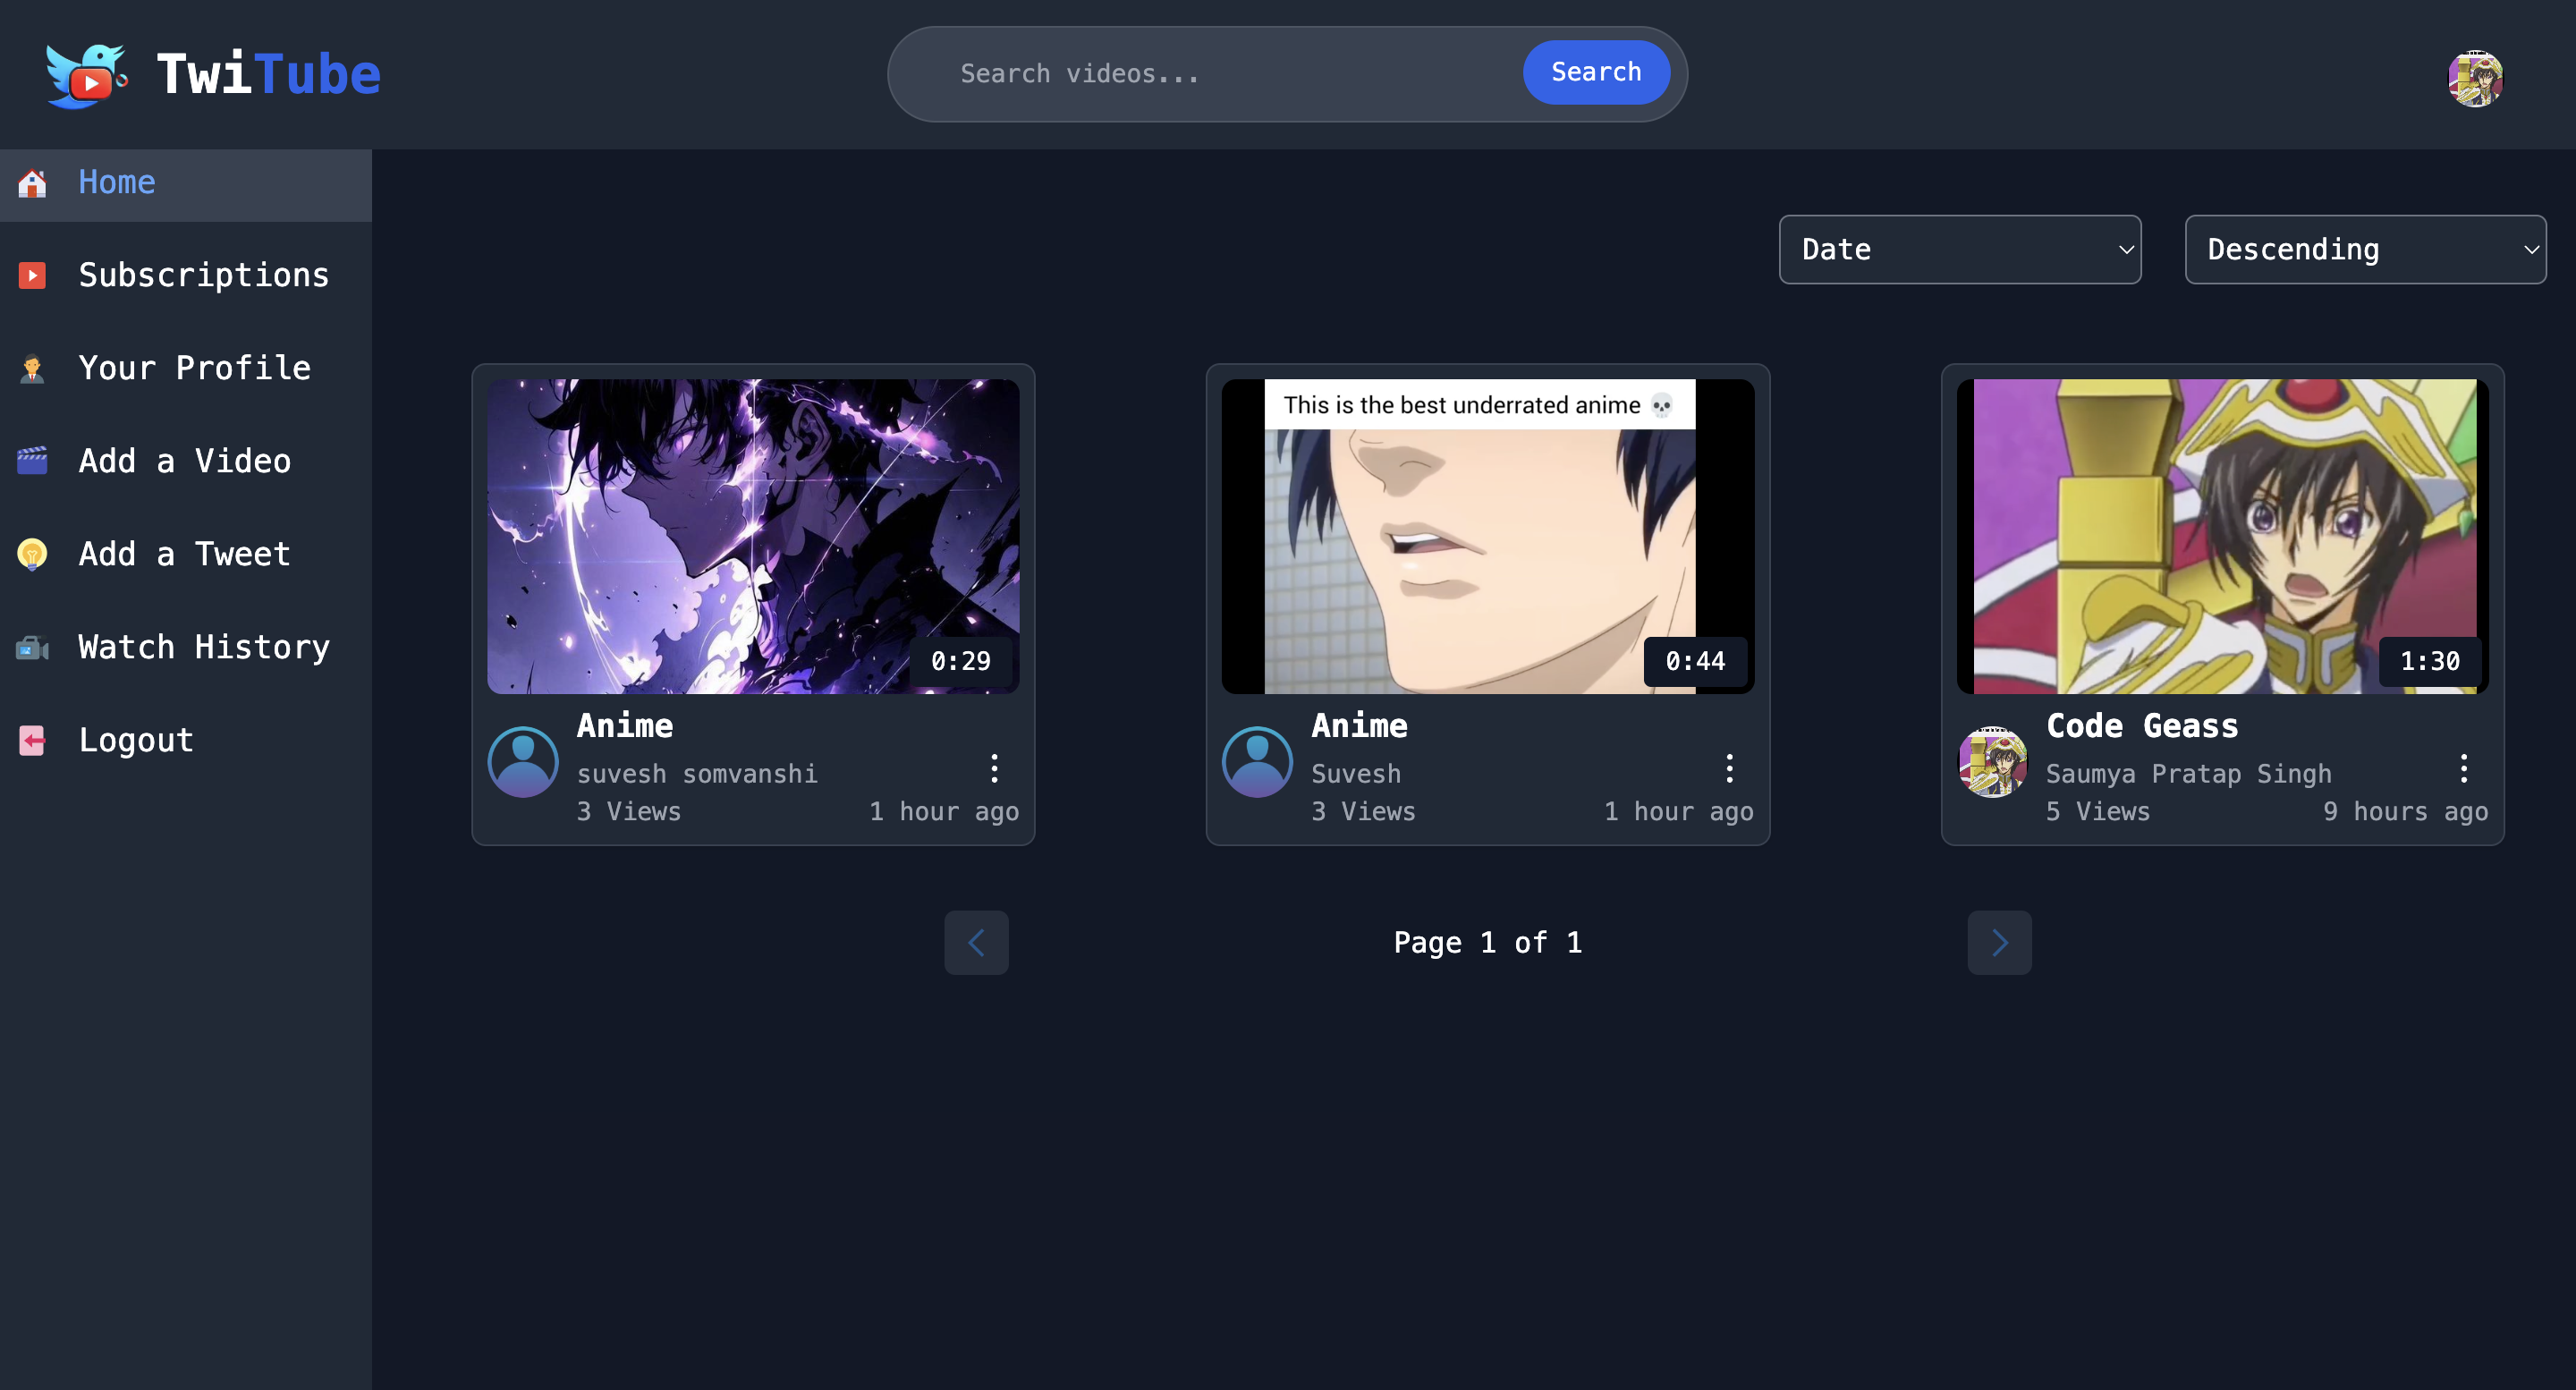 TwiTube
Search videos...
Search
Home
Subscriptions
Your Profile
Add a Video
Add a Tweet
Watch History
Logout
Date
Descending
0:29
Anime
suvesh somvanshi
3 Views
1 hour ago
This is the best underrated anime 💀
0:44
Anime
Suvesh
3 Views
1 hour ago
1:30
Code Geass
Saumya Pratap Singh
5 Views
9 hours ago
Page 1 of 1